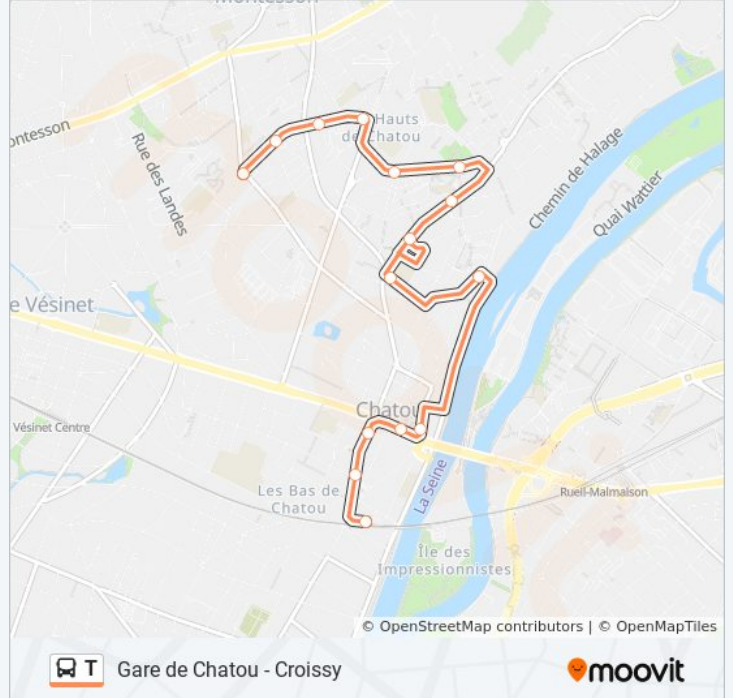 Montesson
ontesson
Rue des Landes
Hauts
de Chatou
Chemin de Halage
Quai Wattier
e Vésinet
Chatou
Vésinet Centre
La Seine
Les Bas de
Chatou
Rueil-Malmaison
Île des
Impressionnistes
© OpenStreetMap contributors | © OpenMapTiles
T Gare de Chatou - Croissy
moovit